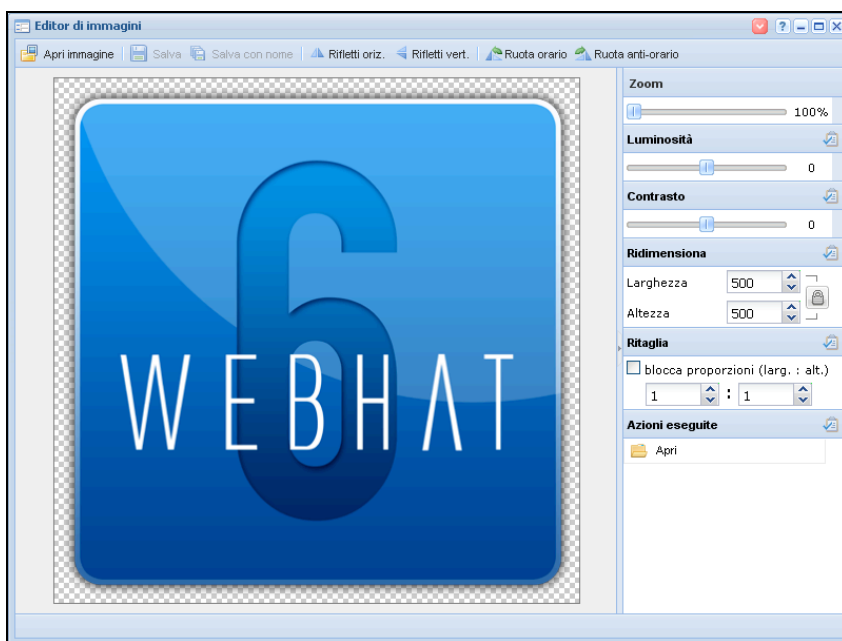 Editor di immagini
Apri immagine Salva Salva con nome Rifletti oriz. Rifletti vert. Ruota orario Ruota anti-orario
Zoom
100%
Luminosità
0
Contrasto
0
Ridimensiona
Larghezza 500
Altezza 500
Ritaglia
blocca proporzioni (larg. : alt.)
1 : 1
Azioni eseguite
Apri
6
WEBHAT